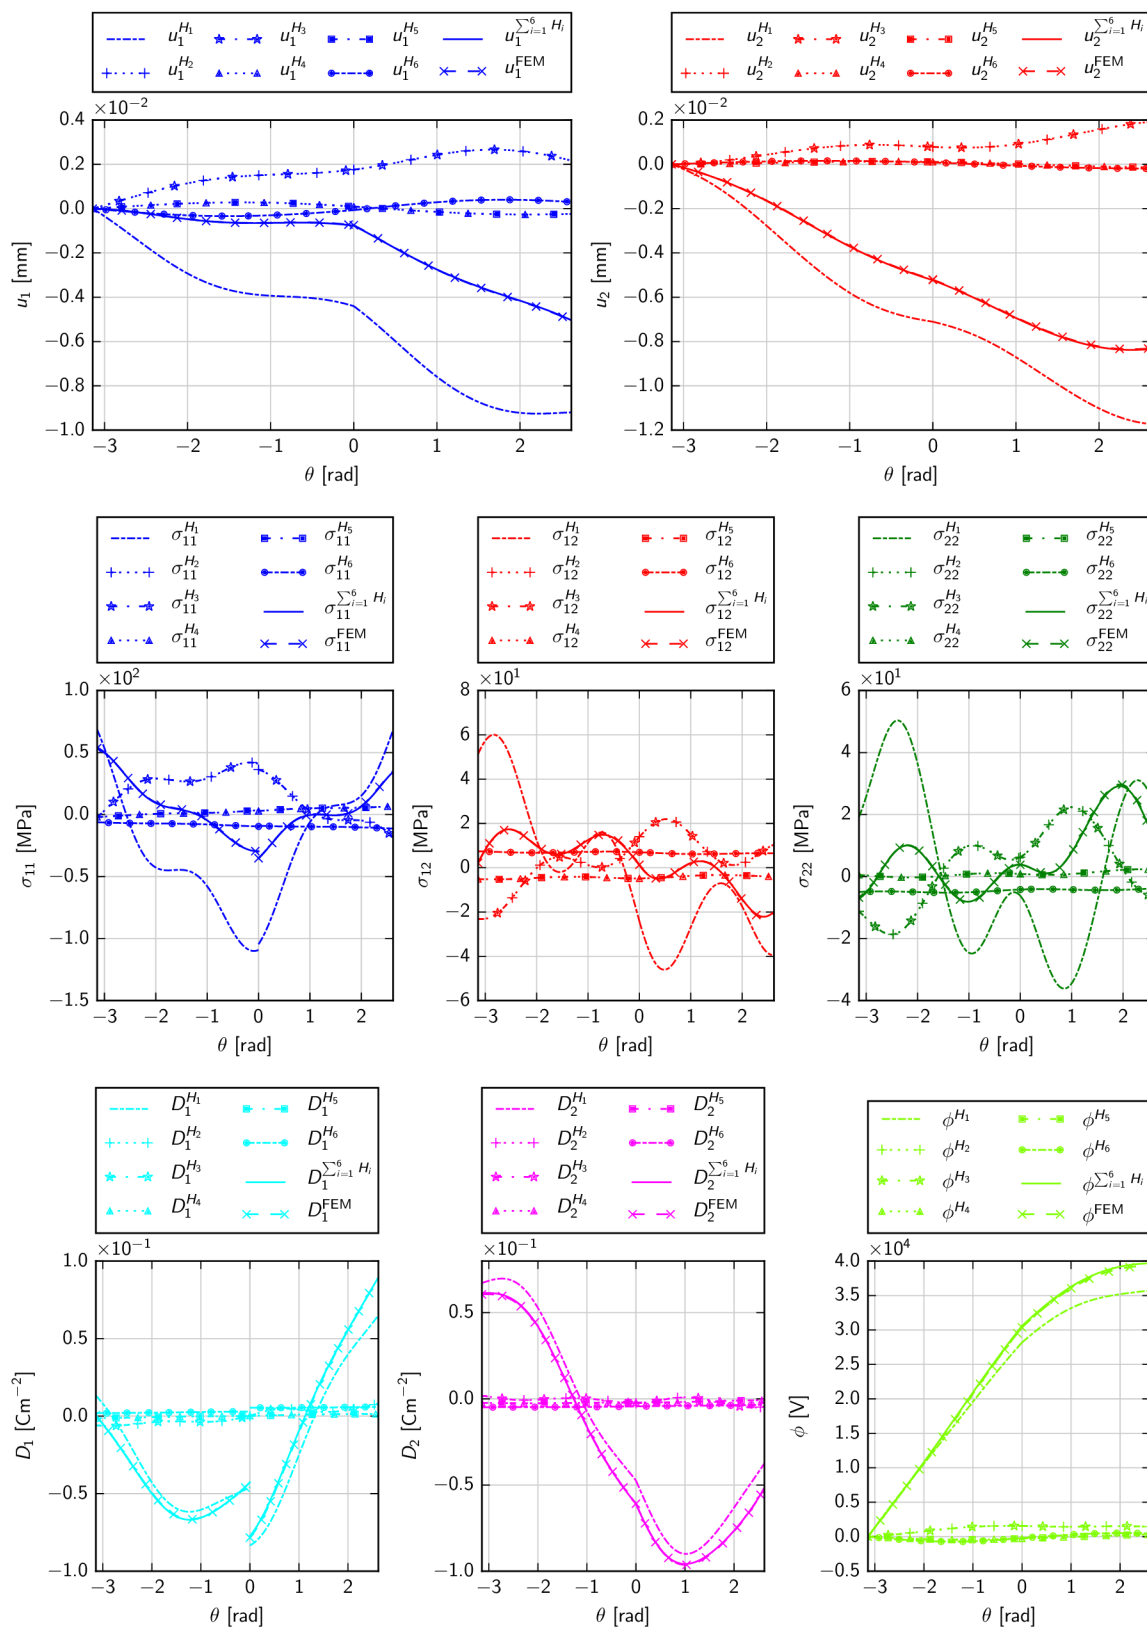 u_1^{H_1} u_1^{H_3} u_1^{H_5} u_1^{\sum_{i=1}^{6} H_i}
u_1^{H_2} u_1^{H_4} u_1^{H_6} u_1^{FEM}
u_2^{H_1} u_2^{H_3} u_2^{H_5} u_2^{\sum_{i=1}^{6} H_i}
u_2^{H_2} u_2^{H_4} u_2^{H_6} u_2^{FEM}
×10^{−2}
0.4
0.2
0.0
−0.2
−0.4
−0.6
−0.8
−1.0
u_1 [mm]
−3 −2 −1 0 1 2
θ [rad]
×10^{−2}
0.2
0.0
−0.2
−0.4
−0.6
−0.8
−1.0
−1.2
u_2 [mm]
−3 −2 −1 0 1 2
θ [rad]
σ_{11}^{H_1} σ_{11}^{H_5}
σ_{11}^{H_2} σ_{11}^{H_6}
σ_{11}^{H_3} σ_{11}^{\sum_{i=1}^{6} H_i}
σ_{11}^{H_4} σ_{11}^{FEM}
σ_{12}^{H_1} σ_{12}^{H_5}
σ_{12}^{H_2} σ_{12}^{H_6}
σ_{12}^{H_3} σ_{12}^{\sum_{i=1}^{6} H_i}
σ_{12}^{H_4} σ_{12}^{FEM}
σ_{22}^{H_1} σ_{22}^{H_5}
σ_{22}^{H_2} σ_{22}^{H_6}
σ_{22}^{H_3} σ_{22}^{\sum_{i=1}^{6} H_i}
σ_{22}^{H_4} σ_{22}^{FEM}
×10^{2}
1.0
0.5
0.0
−0.5
−1.0
−1.5
σ_{11} [MPa]
−3 −2 −1 0 1 2
θ [rad]
×10^{1}
8
6
4
2
0
−2
−4
−6
σ_{12} [MPa]
−3 −2 −1 0 1 2
θ [rad]
×10^{1}
6
4
2
0
−2
−4
σ_{22} [MPa]
−3 −2 −1 0 1 2
θ [rad]
D_1^{H_1} D_1^{H_5}
D_1^{H_2} D_1^{H_6}
D_1^{H_3} D_1^{\sum_{i=1}^{6} H_i}
D_1^{H_4} D_1^{FEM}
D_2^{H_1} D_2^{H_5}
D_2^{H_2} D_2^{H_6}
D_2^{H_3} D_2^{\sum_{i=1}^{6} H_i}
D_2^{H_4} D_2^{FEM}
ϕ^{H_1} ϕ^{H_5}
ϕ^{H_2} ϕ^{H_6}
ϕ^{H_3} ϕ^{\sum_{i=1}^{6} H_i}
ϕ^{H_4} ϕ^{FEM}
×10^{−1}
1.0
0.5
0.0
−0.5
−1.0
D_1 [Cm^{−2}]
−3 −2 −1 0 1 2
θ [rad]
×10^{−1}
0.5
0.0
−0.5
−1.0
D_2 [Cm^{−2}]
−3 −2 −1 0 1 2
θ [rad]
×10^{4}
4.0
3.0
2.0
1.0
0.0
−0.5
ϕ [V]
−3 −2 −1 0 1 2
θ [rad]